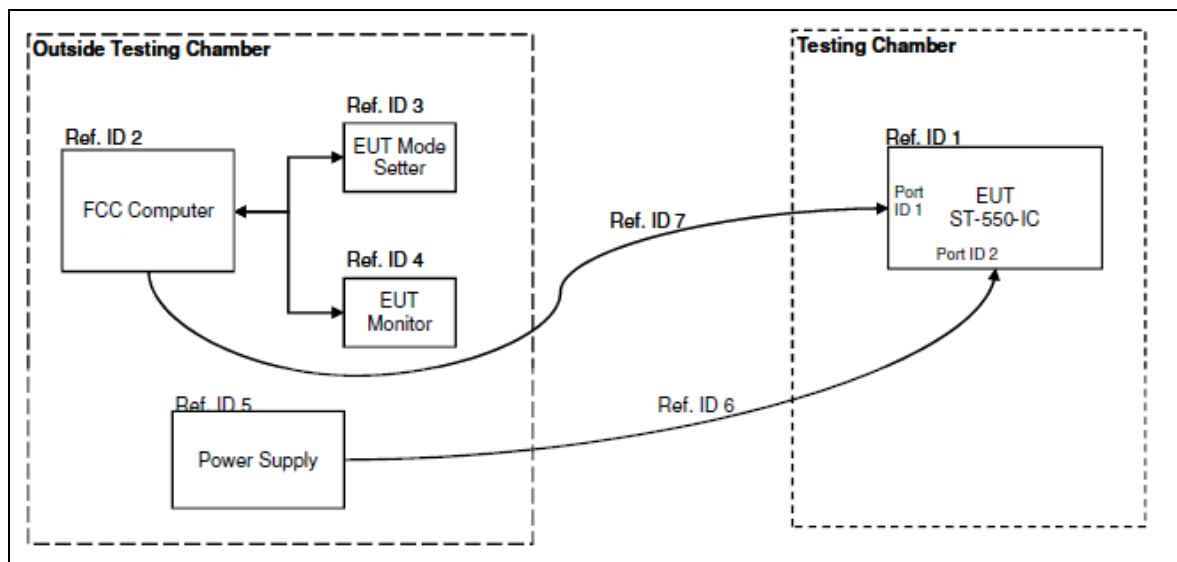 Outside Testing Chamber
Ref. ID 3
EUT Mode
Setter
Ref. ID 2
FCC Computer
Ref. ID 4
EUT
Monitor
Ref. ID 5
Power Supply
Ref. ID 7
Ref. ID 6
Testing Chamber
Ref. ID 1
Port
ID 1
EUT
ST-550-IC
Port ID 2